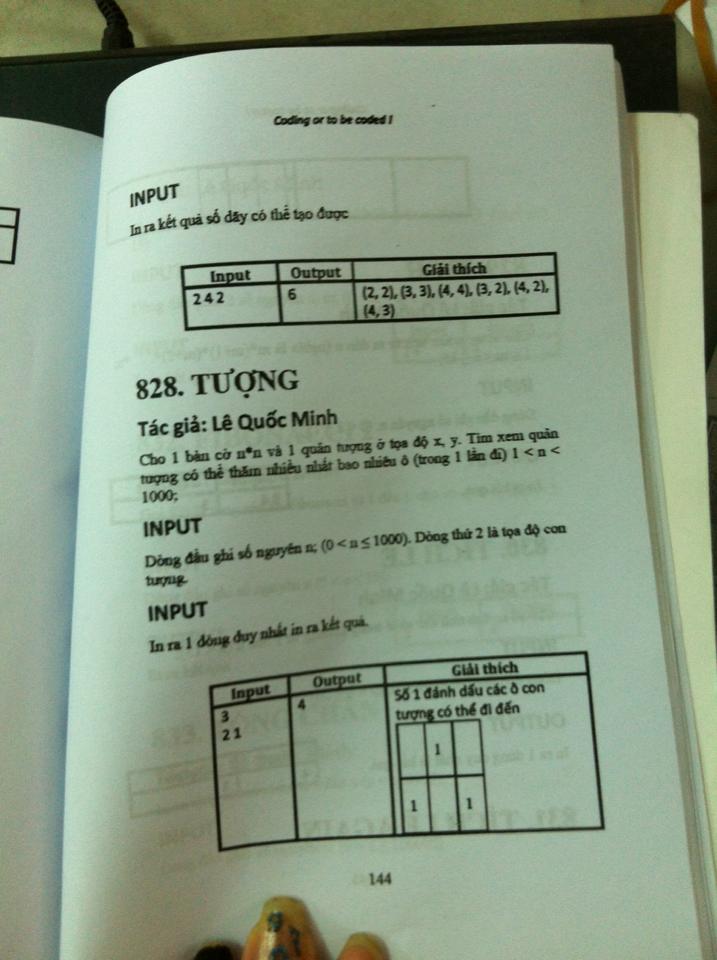 Coding or to be coded !
INPUT
In ra kết quả số dãy có thể tạo được
Input Output Giải thích
2 4 2 6 (2, 2), (3, 3), (4, 4), (3, 2), (4, 2),
(4, 3)
828. TƯỢNG
Tác giả: Lê Quốc Minh
Cho 1 bàn cờ n*n và 1 quân tượng ở tọa độ x, y. Tìm xem quân
tượng có thể thăm nhiều nhất bao nhiêu ô (trong 1 lần đi) 1 < n <
1000;
INPUT
Dòng đầu ghi số nguyên n; (0 < n ≤ 1000). Dòng thứ 2 là tọa độ con
tượng.
INPUT
In ra 1 dòng duy nhất in ra kết quả.
Input Output Giải thích
3 4 Số 1 đánh dấu các ô con
2 1 tượng có thể đi đến
1
1 1
144